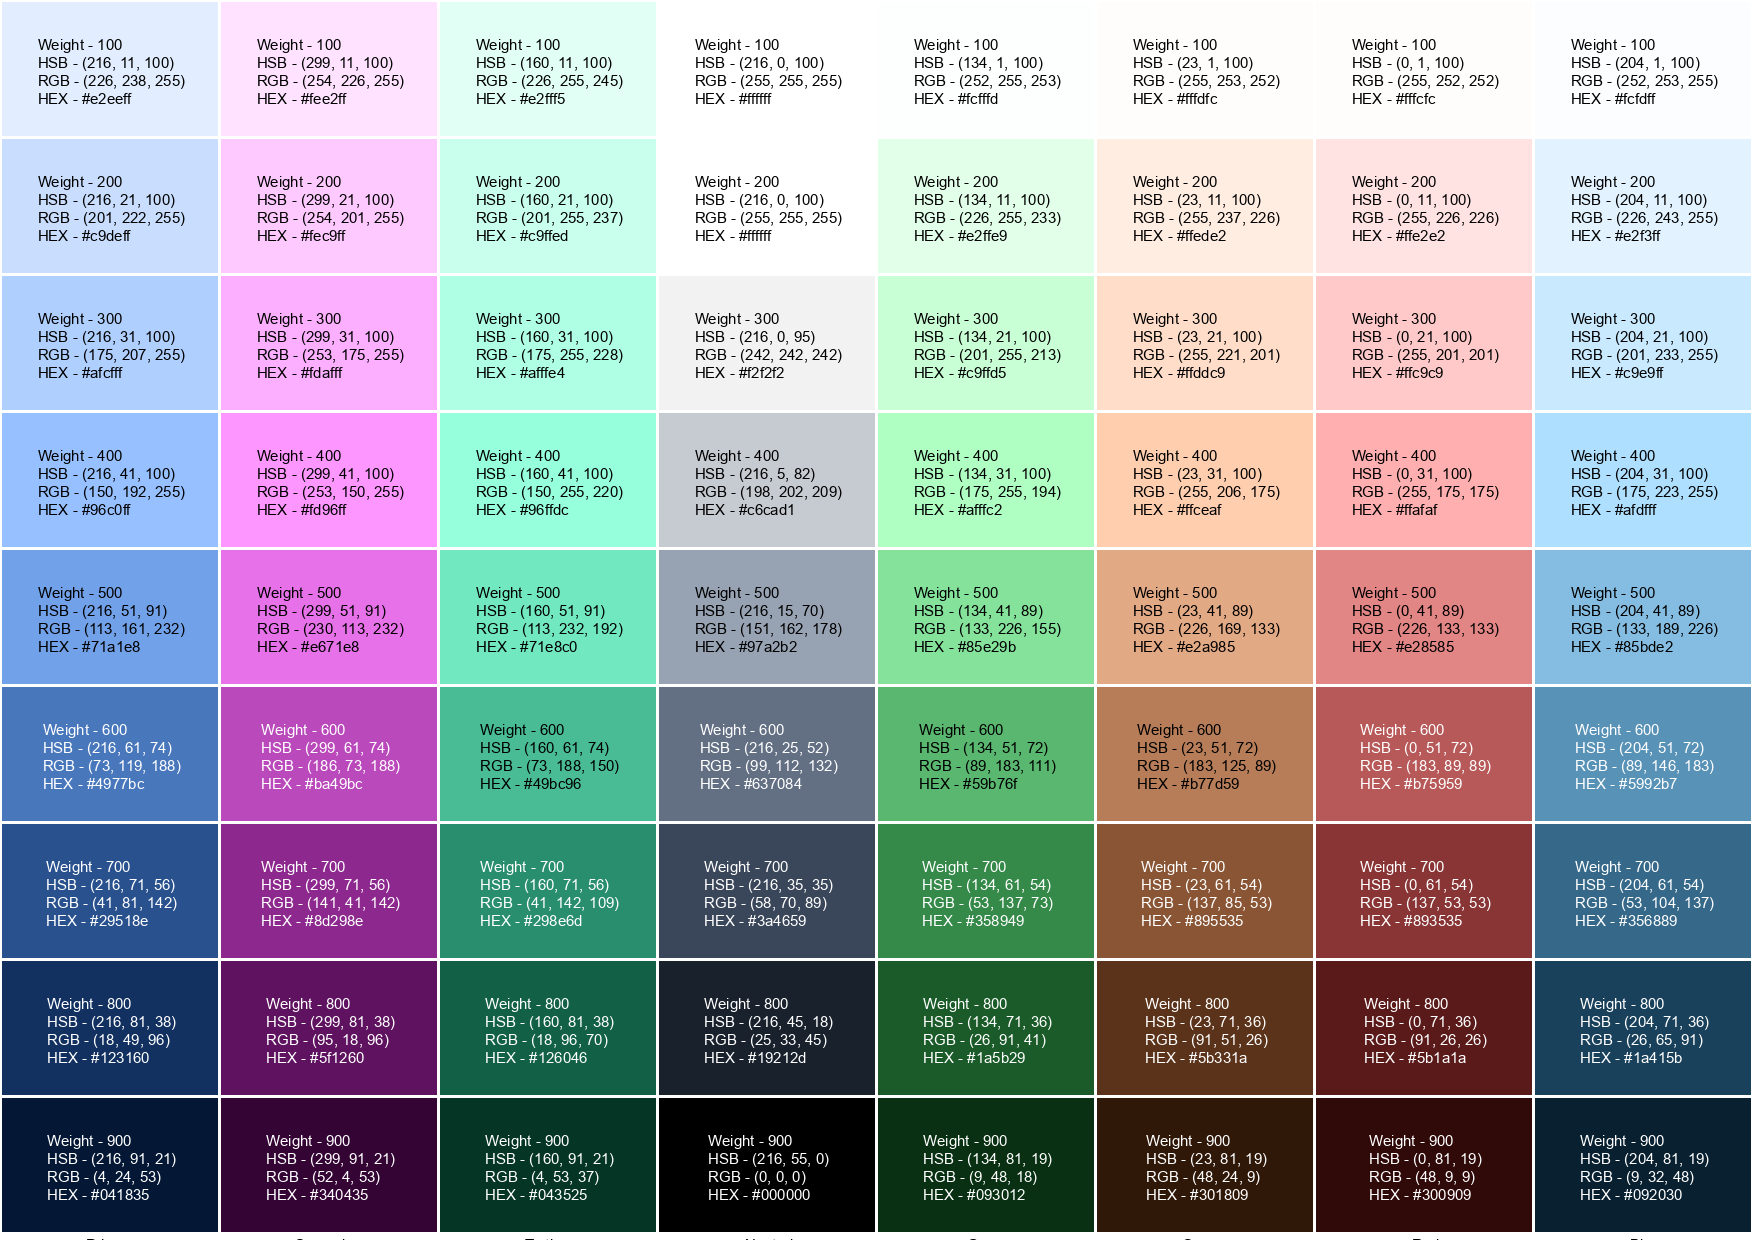 Weight - 100
HSB - (216, 11, 100)
RGB - (226, 238, 255)
HEX - #e2eeff
Weight - 100
HSB - (299, 11, 100)
RGB - (254, 226, 255)
HEX - #fee2ff
Weight - 100
HSB - (160, 11, 100)
RGB - (226, 255, 245)
HEX - #e2fff5
Weight - 100
HSB - (216, 0, 100)
RGB - (255, 255, 255)
HEX - #ffffff
Weight - 100
HSB - (134, 1, 100)
RGB - (252, 255, 253)
HEX - #fcfffd
Weight - 100
HSB - (23, 1, 100)
RGB - (255, 253, 252)
HEX - #fffdfc
Weight - 100
HSB - (0, 1, 100)
RGB - (255, 252, 252)
HEX - #fffcfc
Weight - 100
HSB - (204, 1, 100)
RGB - (252, 253, 255)
HEX - #fcfdff
Weight - 200
HSB - (216, 21, 100)
RGB - (201, 222, 255)
HEX - #c9deff
Weight - 200
HSB - (299, 21, 100)
RGB - (254, 201, 255)
HEX - #fec9ff
Weight - 200
HSB - (160, 21, 100)
RGB - (201, 255, 237)
HEX - #c9ffed
Weight - 200
HSB - (216, 0, 100)
RGB - (255, 255, 255)
HEX - #ffffff
Weight - 200
HSB - (134, 11, 100)
RGB - (226, 255, 233)
HEX - #e2ffe9
Weight - 200
HSB - (23, 11, 100)
RGB - (255, 237, 226)
HEX - #ffede2
Weight - 200
HSB - (0, 11, 100)
RGB - (255, 226, 226)
HEX - #ffe2e2
Weight - 200
HSB - (204, 11, 100)
RGB - (226, 243, 255)
HEX - #e2f3ff
Weight - 300
HSB - (216, 31, 100)
RGB - (175, 207, 255)
HEX - #afcfff
Weight - 300
HSB - (299, 31, 100)
RGB - (253, 175, 255)
HEX - #fdafff
Weight - 300
HSB - (160, 31, 100)
RGB - (175, 255, 228)
HEX - #afffe4
Weight - 300
HSB - (216, 0, 95)
RGB - (242, 242, 242)
HEX - #f2f2f2
Weight - 300
HSB - (134, 21, 100)
RGB - (201, 255, 213)
HEX - #c9ffd5
Weight - 300
HSB - (23, 21, 100)
RGB - (255, 221, 201)
HEX - #ffddc9
Weight - 300
HSB - (0, 21, 100)
RGB - (255, 201, 201)
HEX - #ffc9c9
Weight - 300
HSB - (204, 21, 100)
RGB - (201, 233, 255)
HEX - #c9e9ff
Weight - 400
HSB - (216, 41, 100)
RGB - (150, 192, 255)
HEX - #96c0ff
Weight - 400
HSB - (299, 41, 100)
RGB - (253, 150, 255)
HEX - #fd96ff
Weight - 400
HSB - (160, 41, 100)
RGB - (150, 255, 220)
HEX - #96ffdc
Weight - 400
HSB - (216, 5, 82)
RGB - (198, 202, 209)
HEX - #c6cad1
Weight - 400
HSB - (134, 31, 100)
RGB - (175, 255, 194)
HEX - #afffc2
Weight - 400
HSB - (23, 31, 100)
RGB - (255, 206, 175)
HEX - #ffceaf
Weight - 400
HSB - (0, 31, 100)
RGB - (255, 175, 175)
HEX - #ffafaf
Weight - 400
HSB - (204, 31, 100)
RGB - (175, 223, 255)
HEX - #afdfff
Weight - 500
HSB - (216, 51, 91)
RGB - (113, 161, 232)
HEX - #71a1e8
Weight - 500
HSB - (299, 51, 91)
RGB - (230, 113, 232)
HEX - #e671e8
Weight - 500
HSB - (160, 51, 91)
RGB - (113, 232, 192)
HEX - #71e8c0
Weight - 500
HSB - (216, 15, 70)
RGB - (151, 162, 178)
HEX - #97a2b2
Weight - 500
HSB - (134, 41, 89)
RGB - (133, 226, 155)
HEX - #85e29b
Weight - 500
HSB - (23, 41, 89)
RGB - (226, 169, 133)
HEX - #e2a985
Weight - 500
HSB - (0, 41, 89)
RGB - (226, 133, 133)
HEX - #e28585
Weight - 500
HSB - (204, 41, 89)
RGB - (133, 189, 226)
HEX - #85bde2
Weight - 600
HSB - (216, 61, 74)
RGB - (73, 119, 188)
HEX - #4977bc
Weight - 600
HSB - (299, 61, 74)
RGB - (186, 73, 188)
HEX - #ba49bc
Weight - 600
HSB - (160, 61, 74)
RGB - (73, 188, 150)
HEX - #49bc96
Weight - 600
HSB - (216, 25, 52)
RGB - (99, 112, 132)
HEX - #637084
Weight - 600
HSB - (134, 51, 72)
RGB - (89, 183, 111)
HEX - #59b76f
Weight - 600
HSB - (23, 51, 72)
RGB - (183, 125, 89)
HEX - #b77d59
Weight - 600
HSB - (0, 51, 72)
RGB - (183, 89, 89)
HEX - #b75959
Weight - 600
HSB - (204, 51, 72)
RGB - (89, 146, 183)
HEX - #5992b7
Weight - 700
HSB - (216, 71, 56)
RGB - (41, 81, 142)
HEX - #29518e
Weight - 700
HSB - (299, 71, 56)
RGB - (141, 41, 142)
HEX - #8d298e
Weight - 700
HSB - (160, 71, 56)
RGB - (41, 142, 109)
HEX - #298e6d
Weight - 700
HSB - (216, 35, 35)
RGB - (58, 70, 89)
HEX - #3a4659
Weight - 700
HSB - (134, 61, 54)
RGB - (53, 137, 73)
HEX - #358949
Weight - 700
HSB - (23, 61, 54)
RGB - (137, 85, 53)
HEX - #895535
Weight - 700
HSB - (0, 61, 54)
RGB - (137, 53, 53)
HEX - #893535
Weight - 700
HSB - (204, 61, 54)
RGB - (53, 104, 137)
HEX - #356889
Weight - 800
HSB - (216, 81, 38)
RGB - (18, 49, 96)
HEX - #123160
Weight - 800
HSB - (299, 81, 38)
RGB - (95, 18, 96)
HEX - #5f1260
Weight - 800
HSB - (160, 81, 38)
RGB - (18, 96, 70)
HEX - #126046
Weight - 800
HSB - (216, 45, 18)
RGB - (25, 33, 45)
HEX - #19212d
Weight - 800
HSB - (134, 71, 36)
RGB - (26, 91, 41)
HEX - #1a5b29
Weight - 800
HSB - (23, 71, 36)
RGB - (91, 51, 26)
HEX - #5b331a
Weight - 800
HSB - (0, 71, 36)
RGB - (91, 26, 26)
HEX - #5b1a1a
Weight - 800
HSB - (204, 71, 36)
RGB - (26, 65, 91)
HEX - #1a415b
Weight - 900
HSB - (216, 91, 21)
RGB - (4, 24, 53)
HEX - #041835
Weight - 900
HSB - (299, 91, 21)
RGB - (52, 4, 53)
HEX - #340435
Weight - 900
HSB - (160, 91, 21)
RGB - (4, 53, 37)
HEX - #043525
Weight - 900
HSB - (216, 55, 0)
RGB - (0, 0, 0)
HEX - #000000
Weight - 900
HSB - (134, 81, 19)
RGB - (9, 48, 18)
HEX - #093012
Weight - 900
HSB - (23, 81, 19)
RGB - (48, 24, 9)
HEX - #301809
Weight - 900
HSB - (0, 81, 19)
RGB - (48, 9, 9)
HEX - #300909
Weight - 900
HSB - (204, 81, 19)
RGB - (9, 32, 48)
HEX - #092030